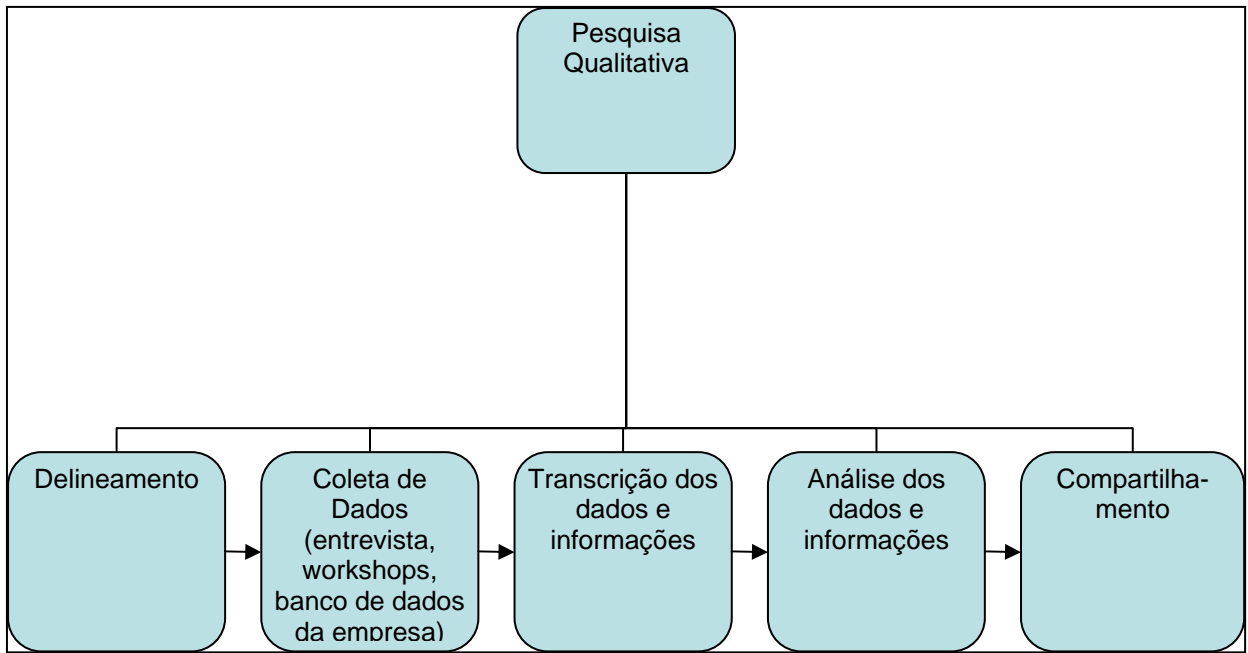 Pesquisa
Qualitativa
Delineamento
Coleta de
Dados
(entrevista,
workshops,
banco de dados
da empresa)
Transcrição dos
dados e
informações
Análise dos
dados e
informações
Compartilha-
mento